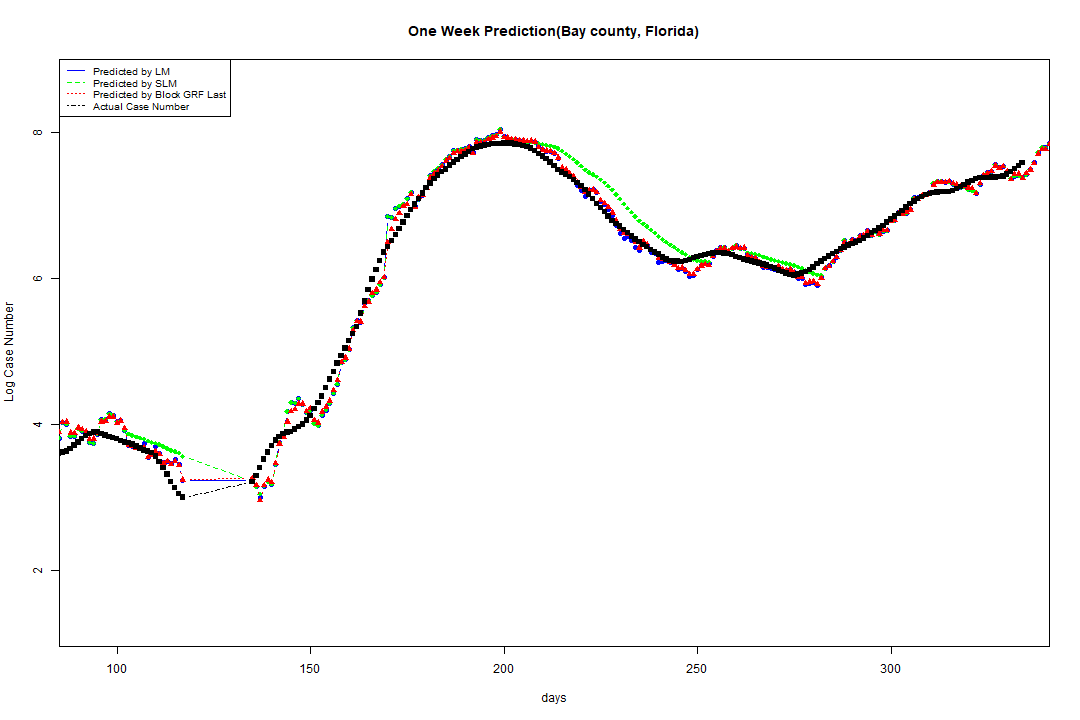 One Week Prediction(Bay county, Florida)
Predicted by LM
Predicted by SLM
Predicted by Block GRF Last
Actual Case Number
8
6
4
2
Log Case Number
100 150 200 250 300
days